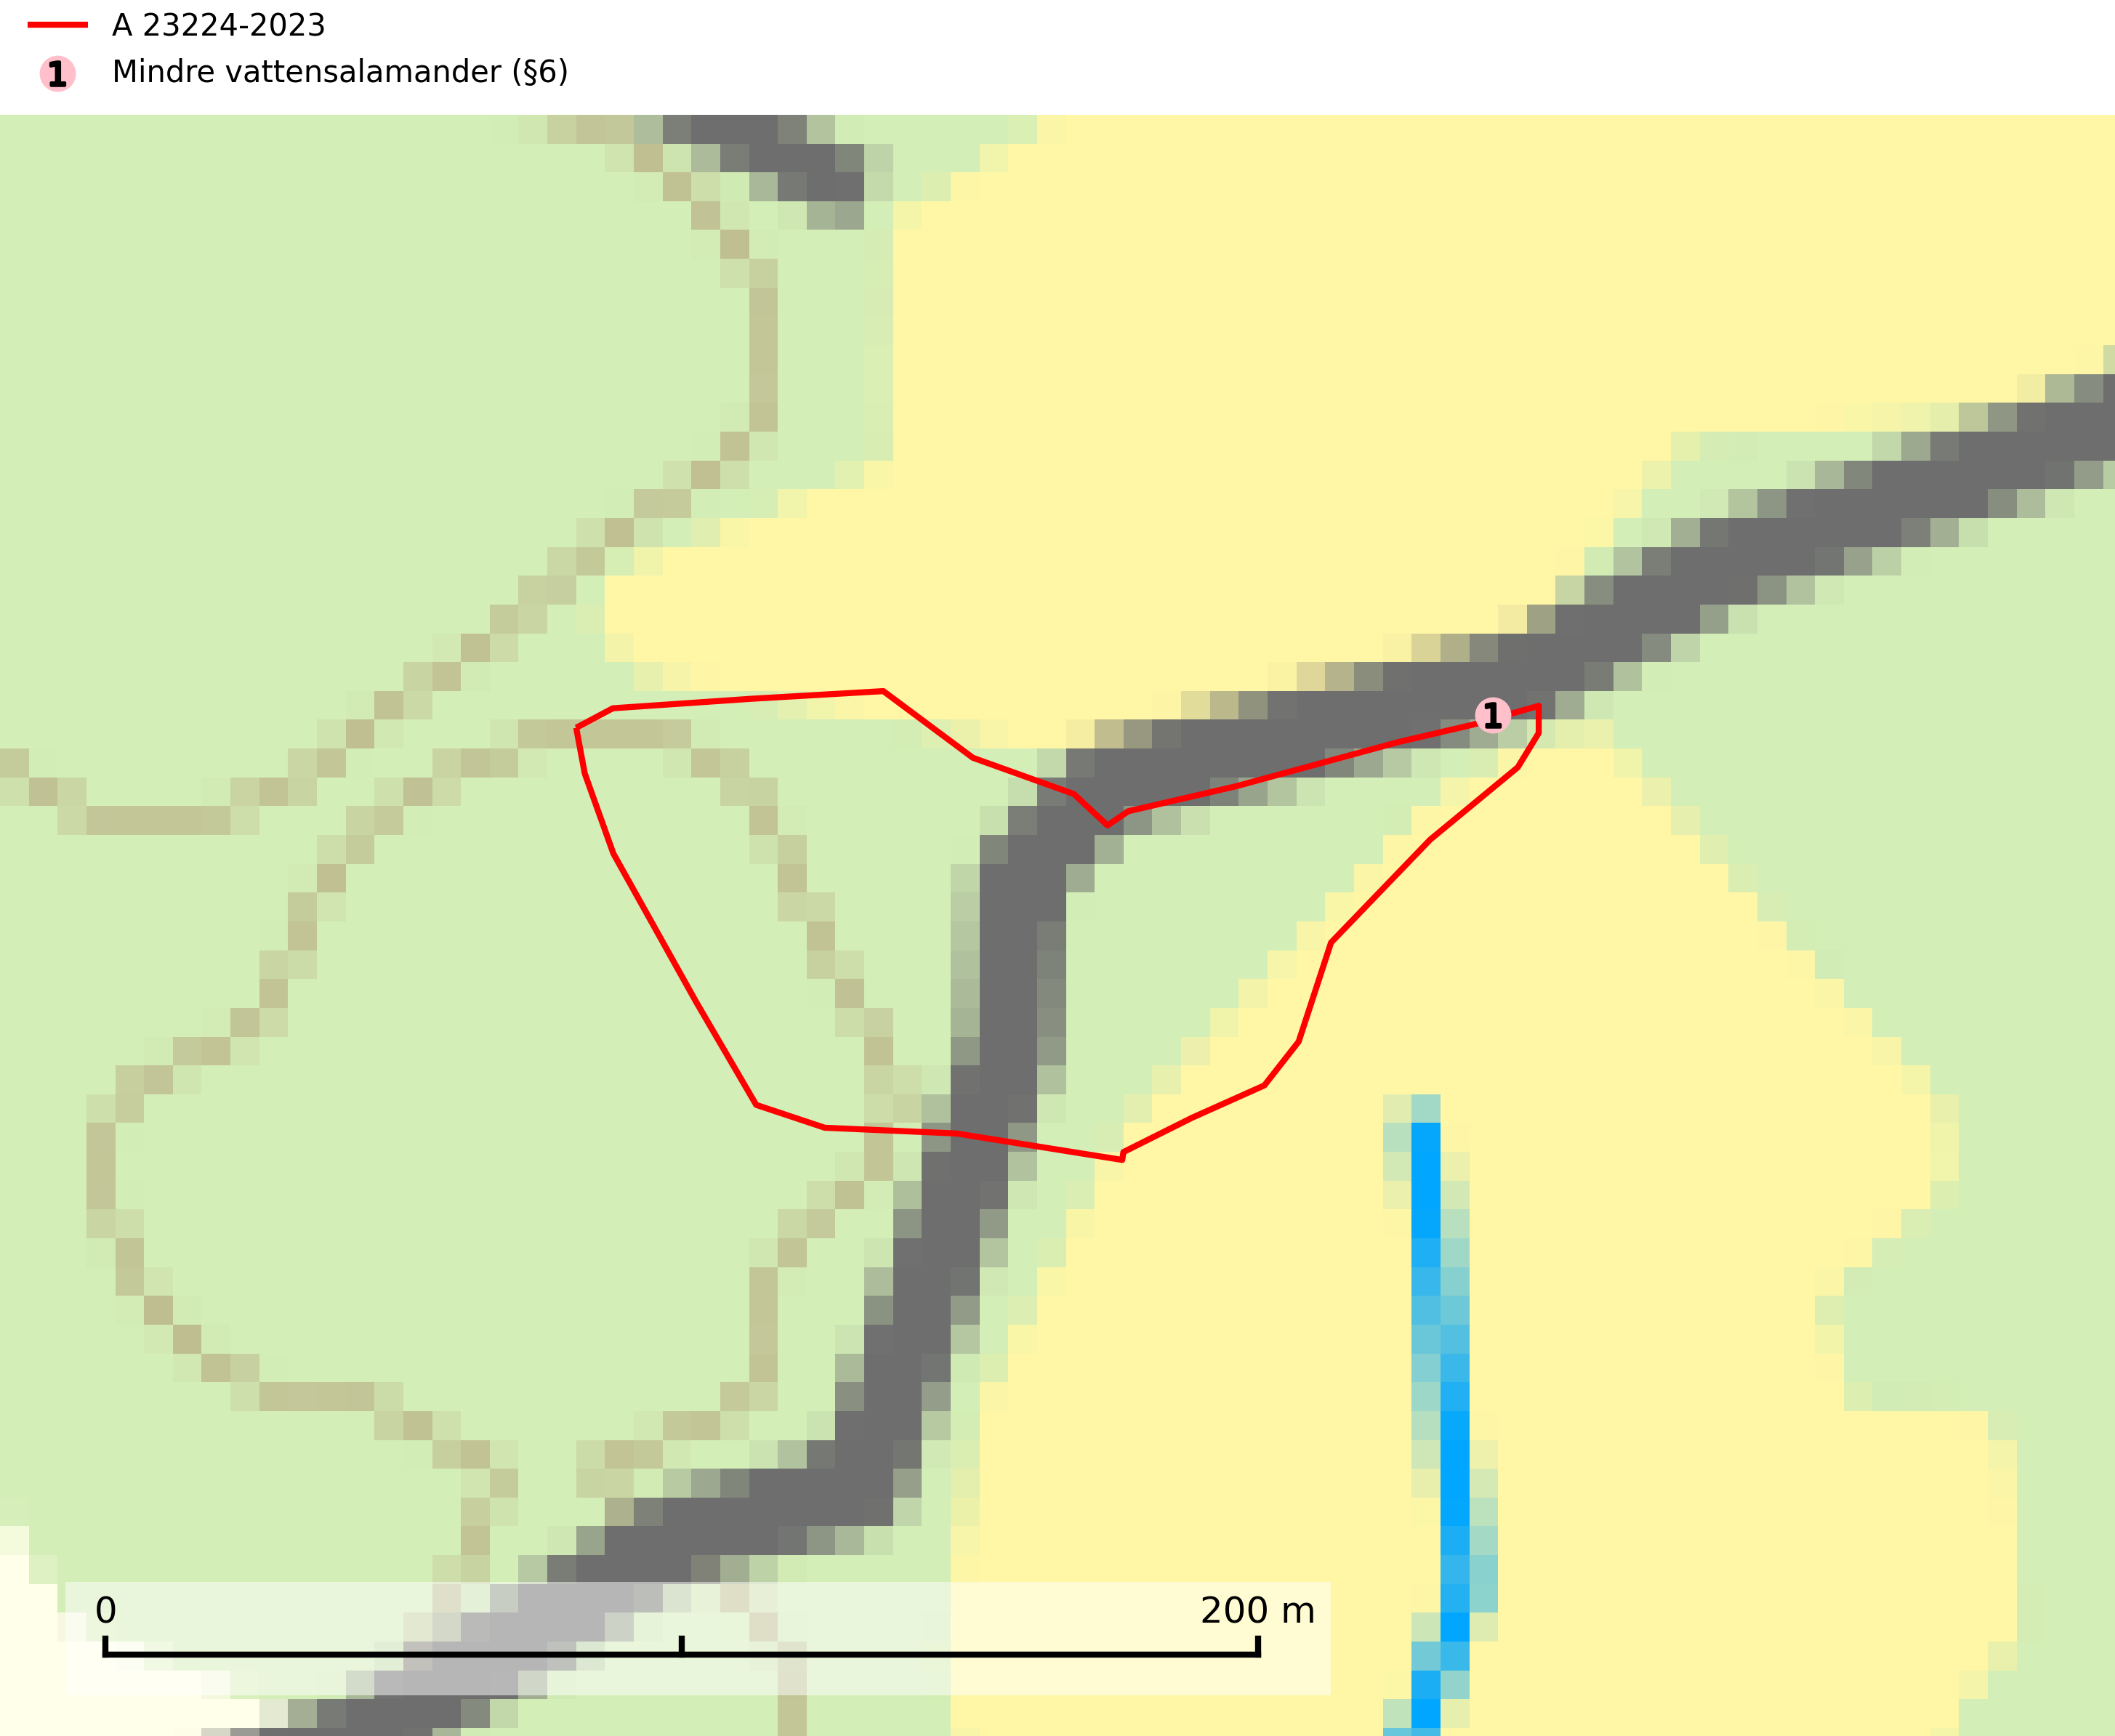 A 23224-2023
1 Mindre vattensalamander (§6)
1
0 200 m